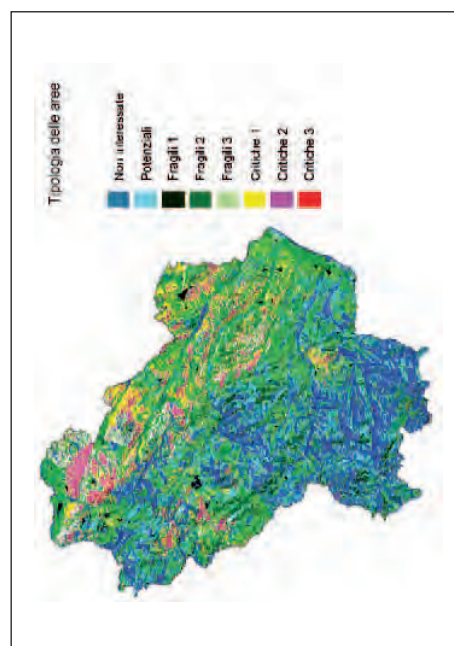 Tipologia delle aree
Non interessate
Potenziali
Fragili 1
Fragili 2
Fragili 3
Critiche 1
Critiche 2
Critiche 3